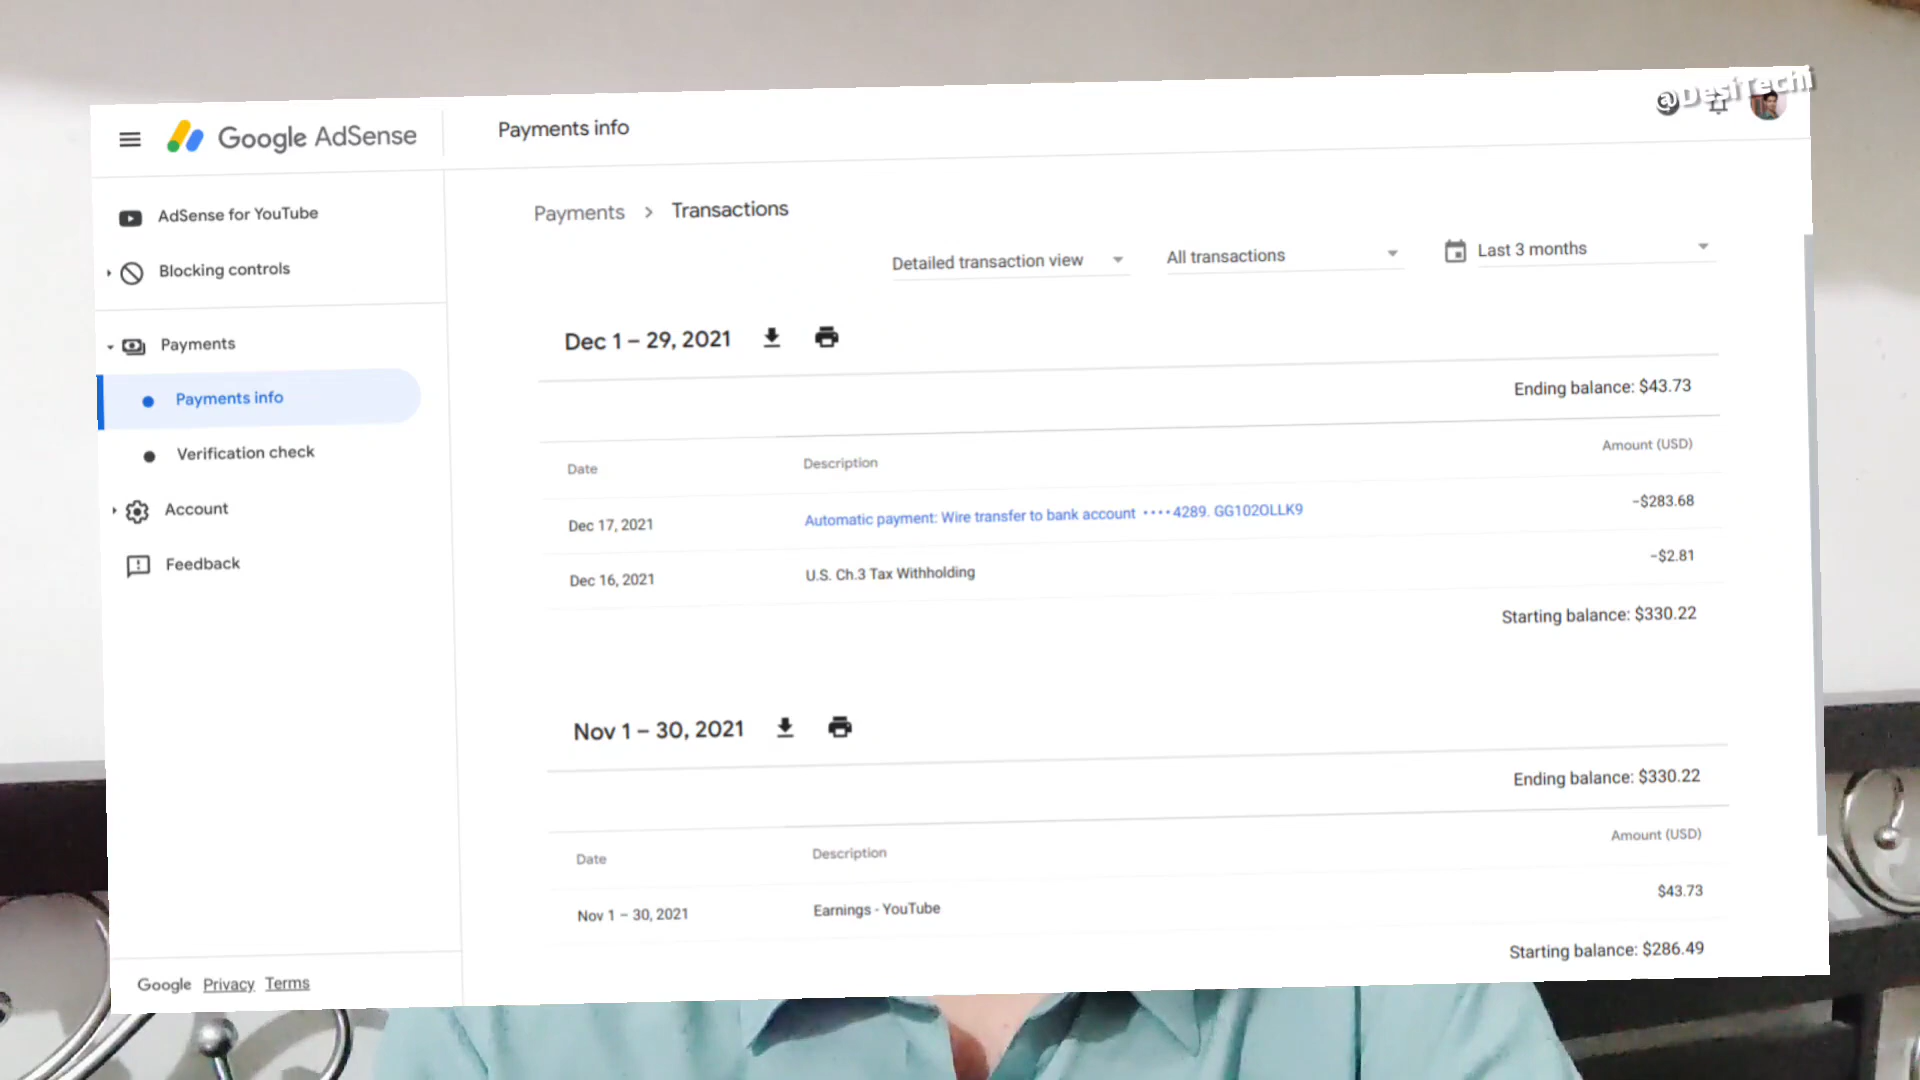 @DesiTechi
Google AdSense
Payments info
AdSense for YouTube
Blocking controls
Payments
Payments info
Verification check
Account
Feedback
Google Privacy Terms
Payments > Transactions
Detailed transaction view
All transactions
Last 3 months
Dec 1 – 29, 2021
Ending balance: $43.73
Date Description Amount (USD)
Dec 17, 2021 Automatic payment: Wire transfer to bank account ····4289. GG102OLLK9 -$283.68
Dec 16, 2021 U.S. Ch.3 Tax Withholding -$2.81
Starting balance: $330.22
Nov 1 – 30, 2021
Ending balance: $330.22
Date Description Amount (USD)
Nov 1 – 30, 2021 Earnings - YouTube $43.73
Starting balance: $286.49